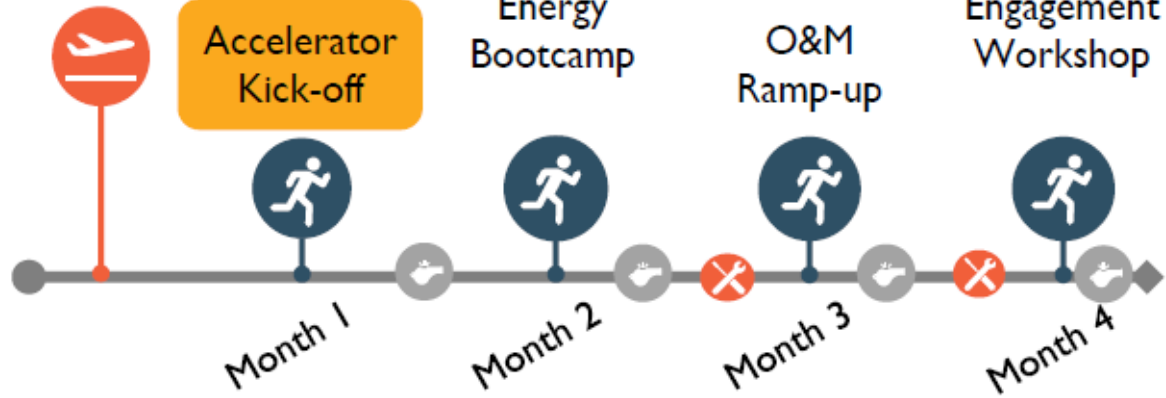 Accelerator
Kick-off
Energy
Bootcamp
O&M
Ramp-up
Engagement
Workshop
Month 1
Month 2
Month 3
Month 4